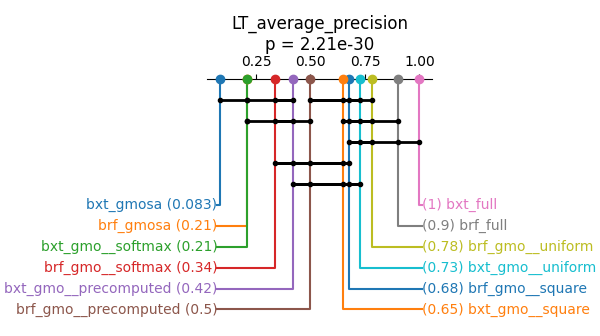 LT_average_precision
p = 2.21e-30
0.25 0.50 0.75 1.00
bxt_gmosa (0.083) (1) bxt_full
brf_gmosa (0.21) (0.9) brf_full
bxt_gmo__softmax (0.21) (0.78) brf_gmo__uniform
brf_gmo__softmax (0.34) (0.73) bxt_gmo__uniform
bxt_gmo__precomputed (0.42) (0.68) brf_gmo__square
brf_gmo__precomputed (0.5) (0.65) bxt_gmo__square